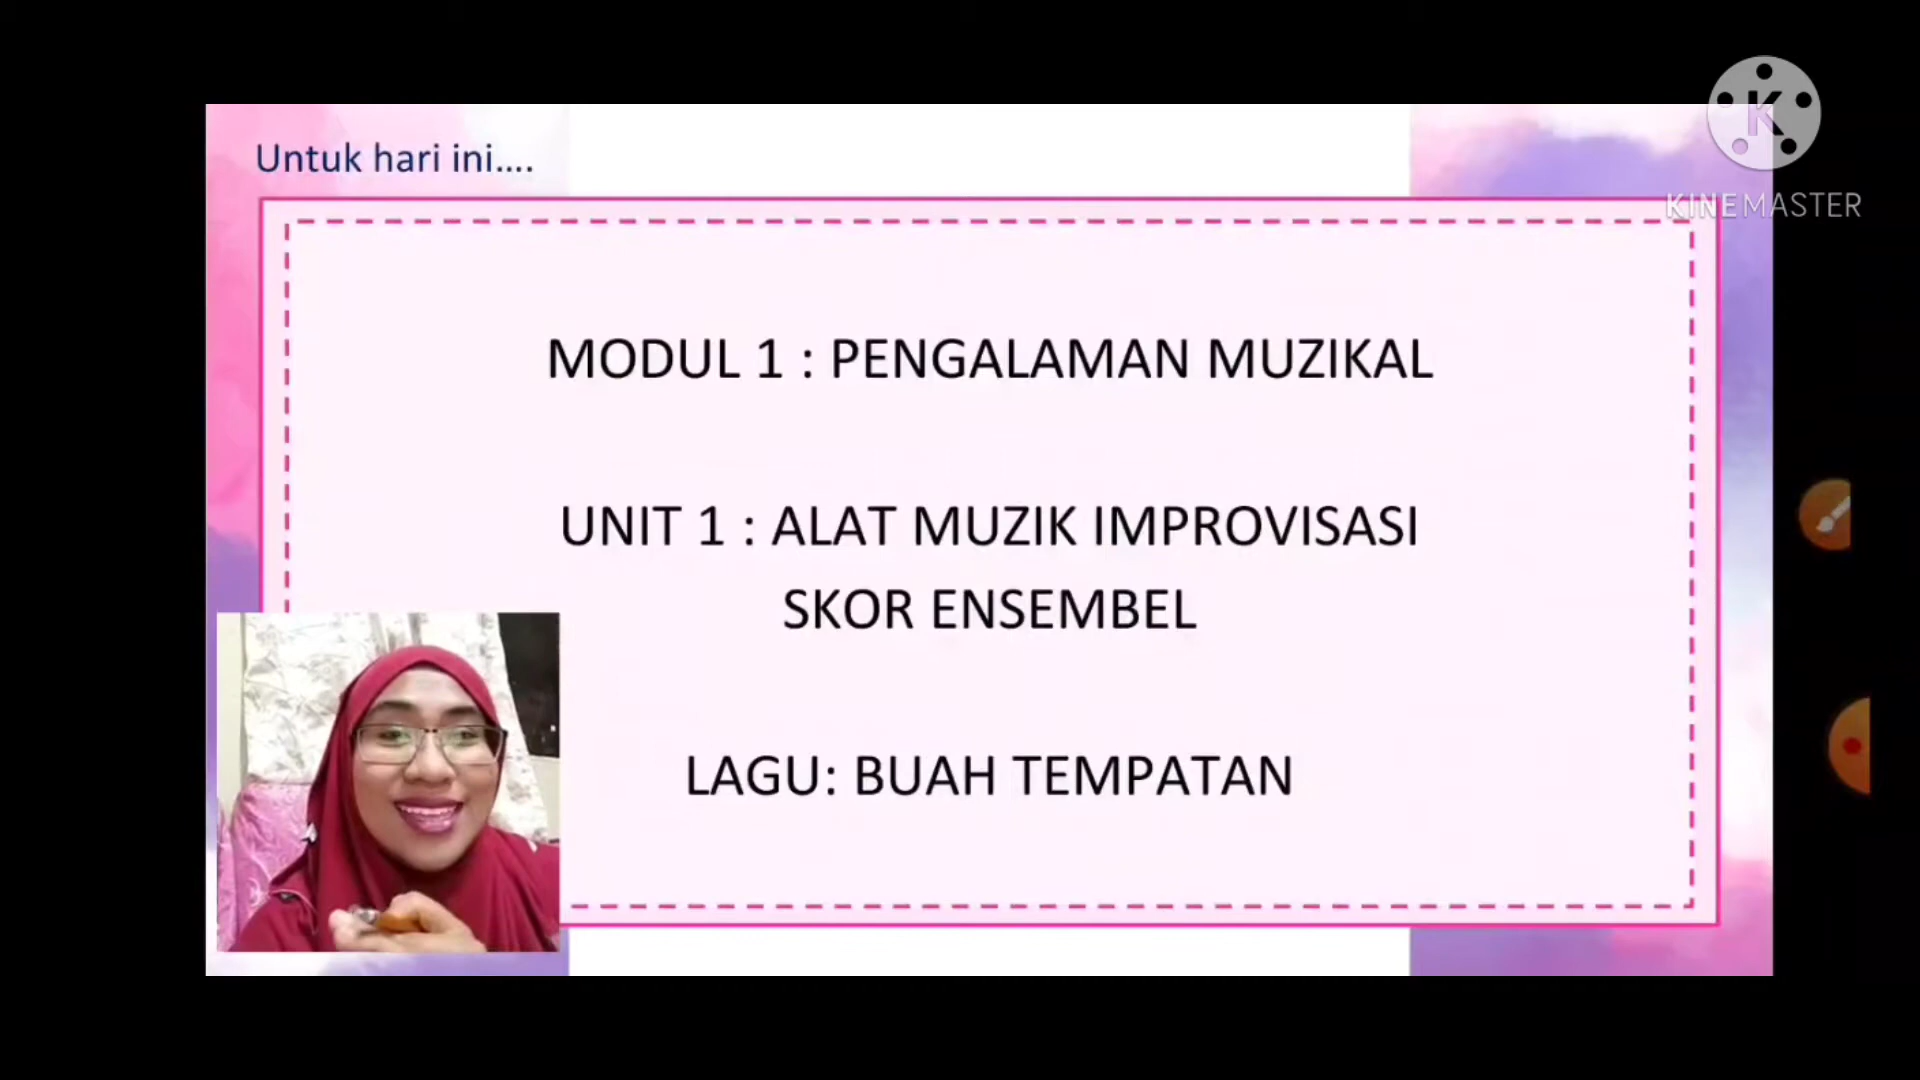 Untuk hari ini....
K
KINEMASTER
MODUL 1 : PENGALAMAN MUZIKAL
UNIT 1 : ALAT MUZIK IMPROVISASI
SKOR ENSEMBEL
LAGU: BUAH TEMPATAN